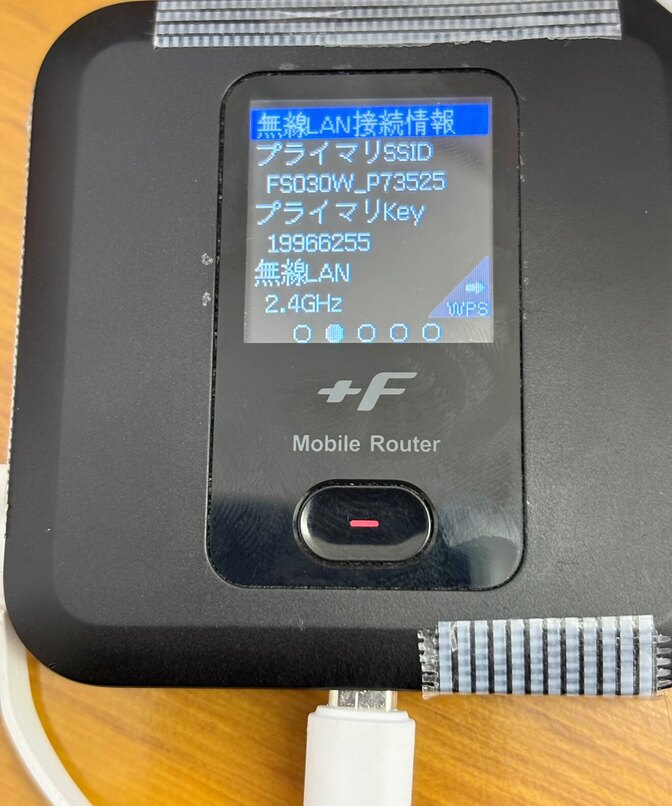 無線LAN接続情報
プライマリSSID
FS030W_P73525
プライマリKey
19966255
無線LAN
2.4GHz
WPS
+F
Mobile Router